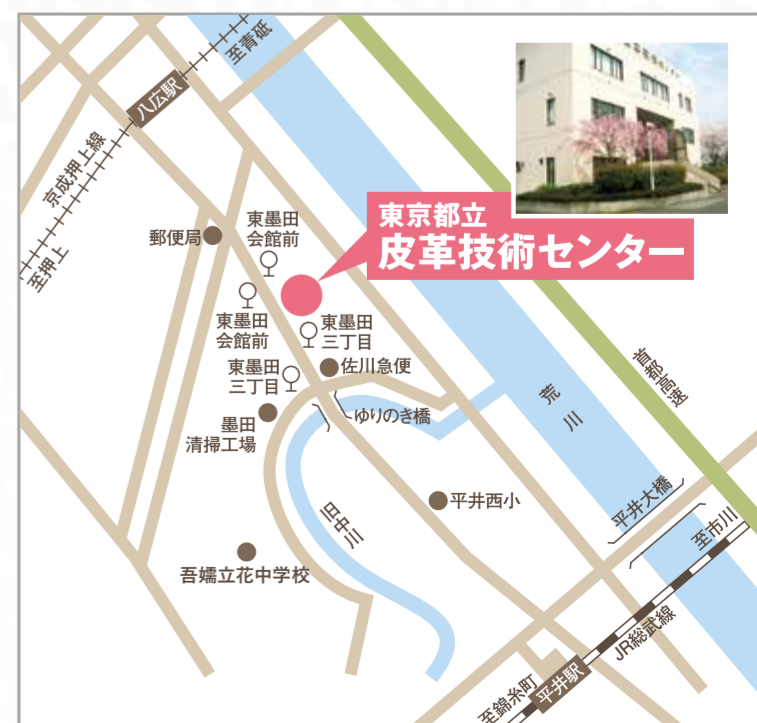 至青砥
八広駅
京成押上線
至押上
郵便局
東墨田
会館前
東京都立
皮革技術センター
東墨田
会館前
東墨田
三丁目
東墨田
三丁目
佐川急便
ゆりのき橋
墨田
清掃工場
首都高速
荒川
旧中川
平井西小
平井大橋
至市川
吾嬬立花中学校
JR総武線
平井駅
至錦糸町